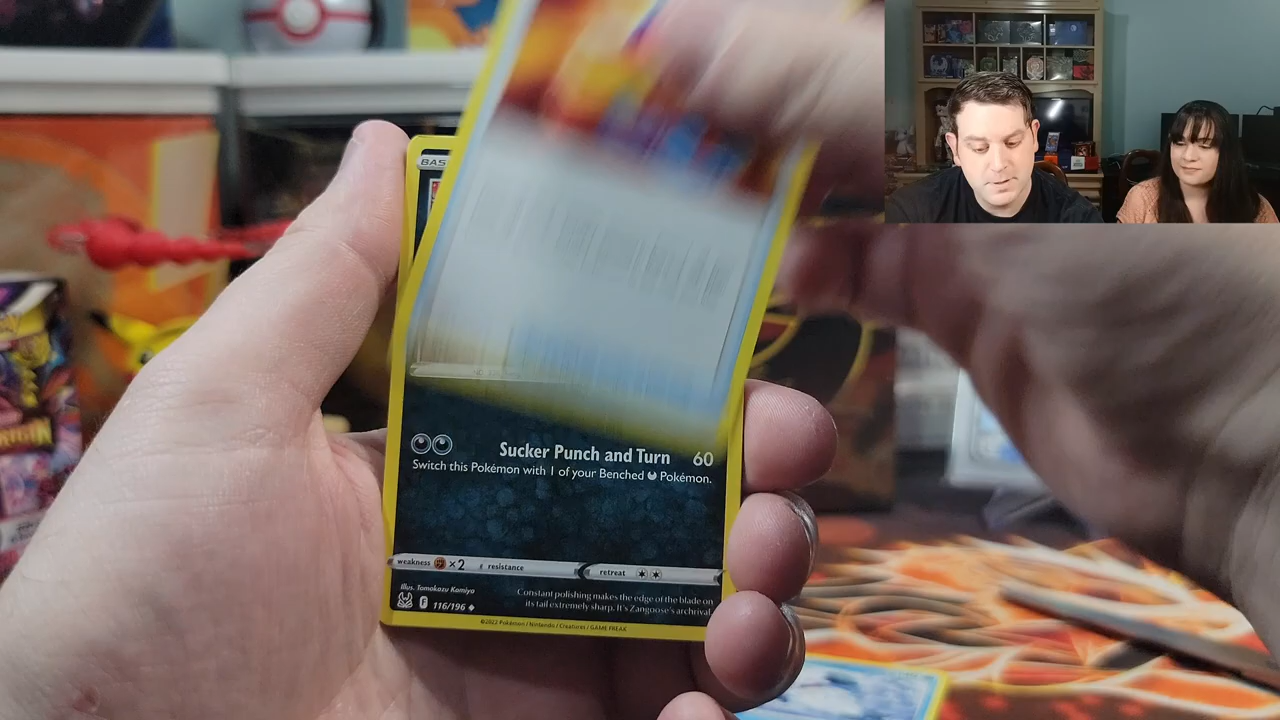 BAS
Sucker Punch and Turn 60
Switch this Pokémon with 1 of your Benched Pokémon.
weakness ×2 resistance retreat
Illus. Tomokazu Komiya
F 116/196
Constant polishing makes the edge of the blade on
its tail extremely sharp. It's Zangoose's archrival.
©2022 Pokémon / Nintendo / Creatures / GAME FREAK
ORIGIN